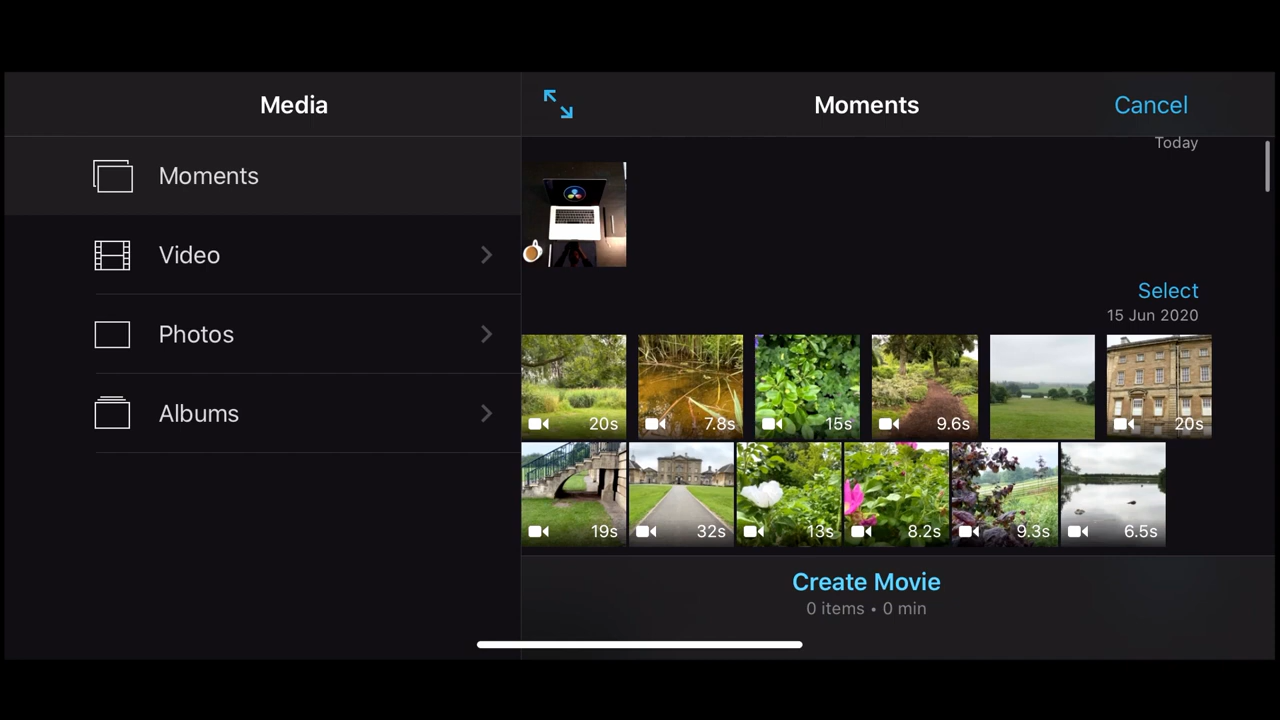 Media
Moments
Video
Photos
Albums
Moments
Cancel
Today
Select
15 Jun 2020
20s
7.8s
15s
9.6s
20s
19s
32s
13s
8.2s
9.3s
6.5s
Create Movie
0 items • 0 min